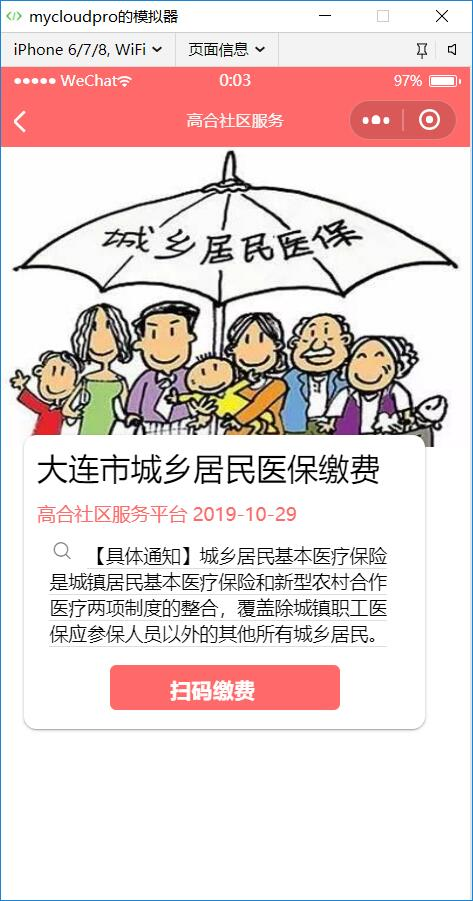 mycloudpro的模拟器
iPhone 6/7/8, WiFi 页面信息
WeChat 0:03 97%
高合社区服务
城乡居民医保
大连市城乡居民医保缴费
高合社区服务平台 2019-10-29
【具体通知】城乡居民基本医疗保险
是城镇居民基本医疗保险和新型农村合作
医疗两项制度的整合，覆盖除城镇职工医
保应参保人员以外的其他所有城乡居民。
扫码缴费